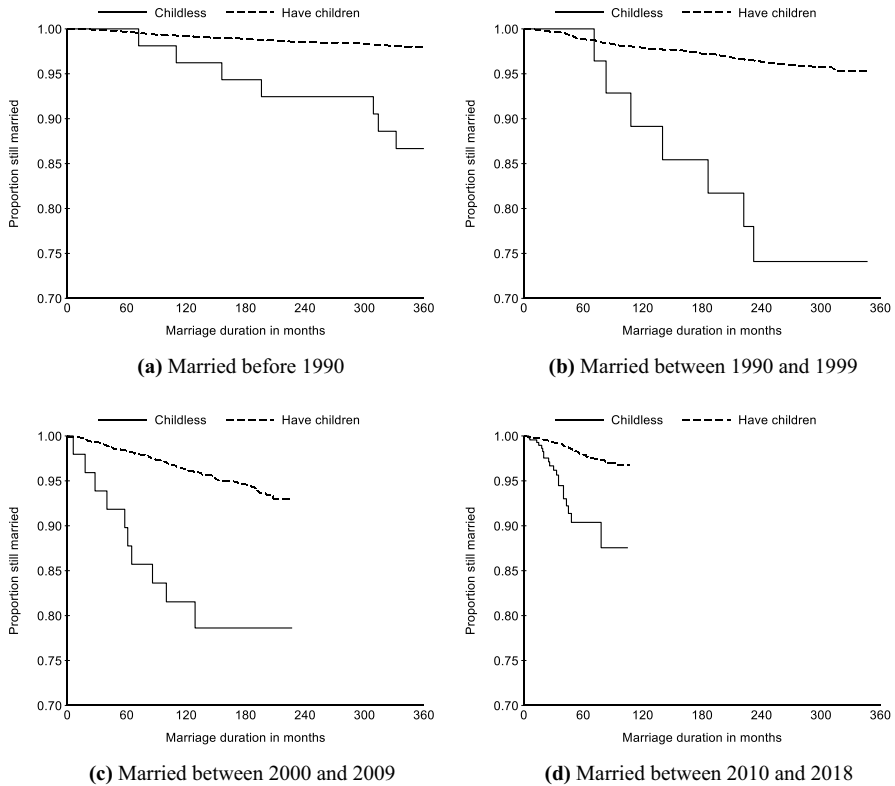 Childless Have children
1.00
0.95
0.90
0.85
0.80
0.75
0.70
Proportion still married
0 60 120 180 240 300 360
Marriage duration in months
(a) Married before 1990
Childless Have children
1.00
0.95
0.90
0.85
0.80
0.75
0.70
Proportion still married
0 60 120 180 240 300 360
Marriage duration in months
(b) Married between 1990 and 1999
Childless Have children
1.00
0.95
0.90
0.85
0.80
0.75
0.70
Proportion still married
0 60 120 180 240 300 360
Marriage duration in months
(c) Married between 2000 and 2009
Childless Have children
1.00
0.95
0.90
0.85
0.80
0.75
0.70
Proportion still married
0 60 120 180 240 300 360
Marriage duration in months
(d) Married between 2010 and 2018